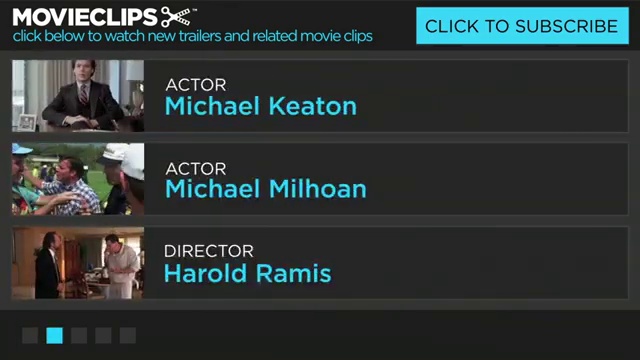 MOVIECLIPS™
click below to watch new trailers and related movie clips
CLICK TO SUBSCRIBE
ACTOR
Michael Keaton
ACTOR
Michael Milhoan
DIRECTOR
Harold Ramis